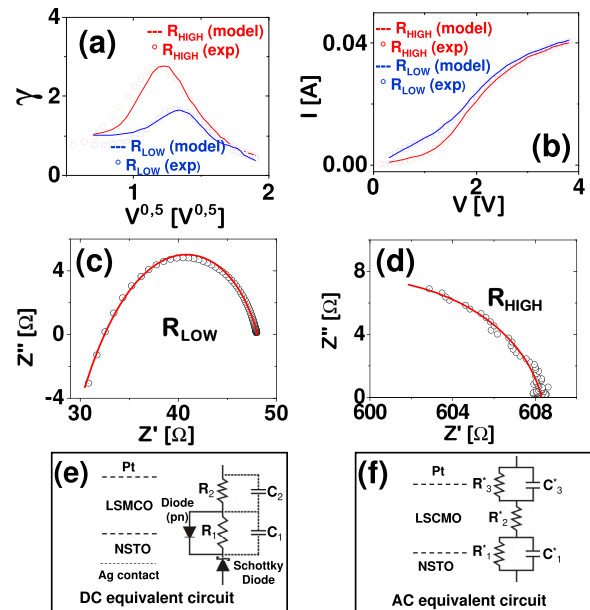 (a)
R_HIGH (model)
R_HIGH (exp)
R_LOW (model)
R_LOW (exp)
γ
4
2
0
1
2
V^0,5 [V^0,5]
(b)
R_HIGH (model)
R_HIGH (exp)
R_LOW (model)
R_LOW (exp)
I [A]
0.04
0.00
0
2
4
V [V]
(c)
R_LOW
Z'' [Ω]
4
0
-4
30
40
50
Z' [Ω]
(d)
R_HIGH
Z'' [Ω]
8
4
0
600
604
608
Z' [Ω]
(e)
Pt
LSMCO
NSTO
Ag contact
Diode
(pn)
R_2
C_2
R_1
C_1
Schottky
Diode
DC equivalent circuit
(f)
Pt
LSCMO
NSTO
R*_3
C*_3
R*_2
R*_1
C*_1
AC equivalent circuit